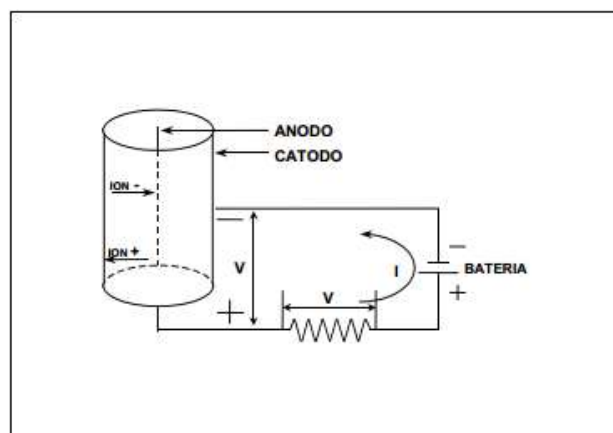 ANODO
CATODO
ION -
ION +
V
V
I
BATERIA